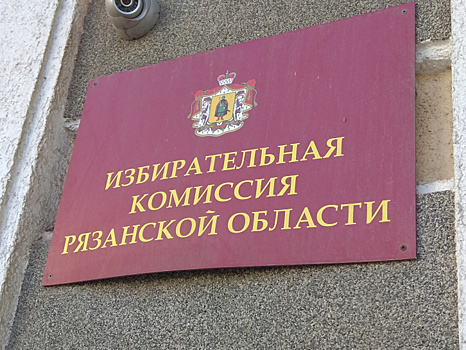 ИЗБИРАТЕЛЬНАЯ
КОМИССИЯ
РЯЗАНСКОЙ ОБЛАСТИ